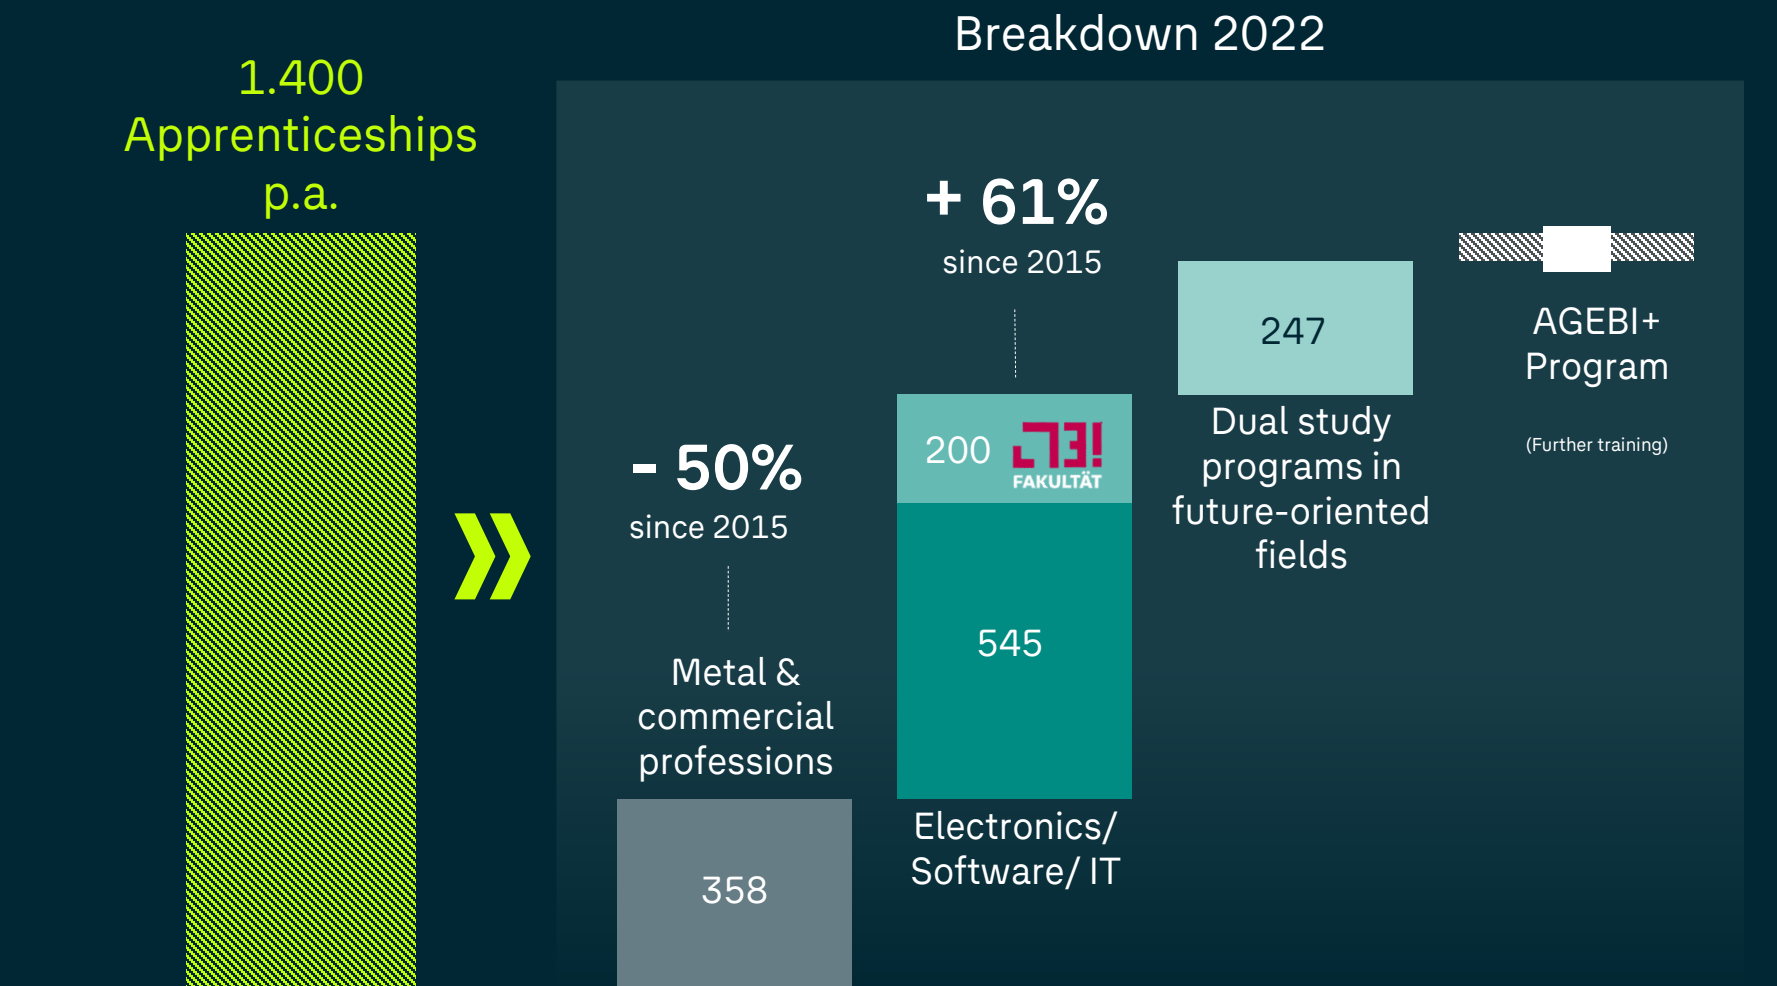 Breakdown 2022
1.400
Apprenticeships
p.a.
- 50%
since 2015
Metal &
commercial
professions
358
+ 61%
since 2015
200
FAKULTÄT
545
Electronics/
Software/ IT
247
Dual study
programs in
future-oriented
fields
AGEBI+
Program
(Further training)